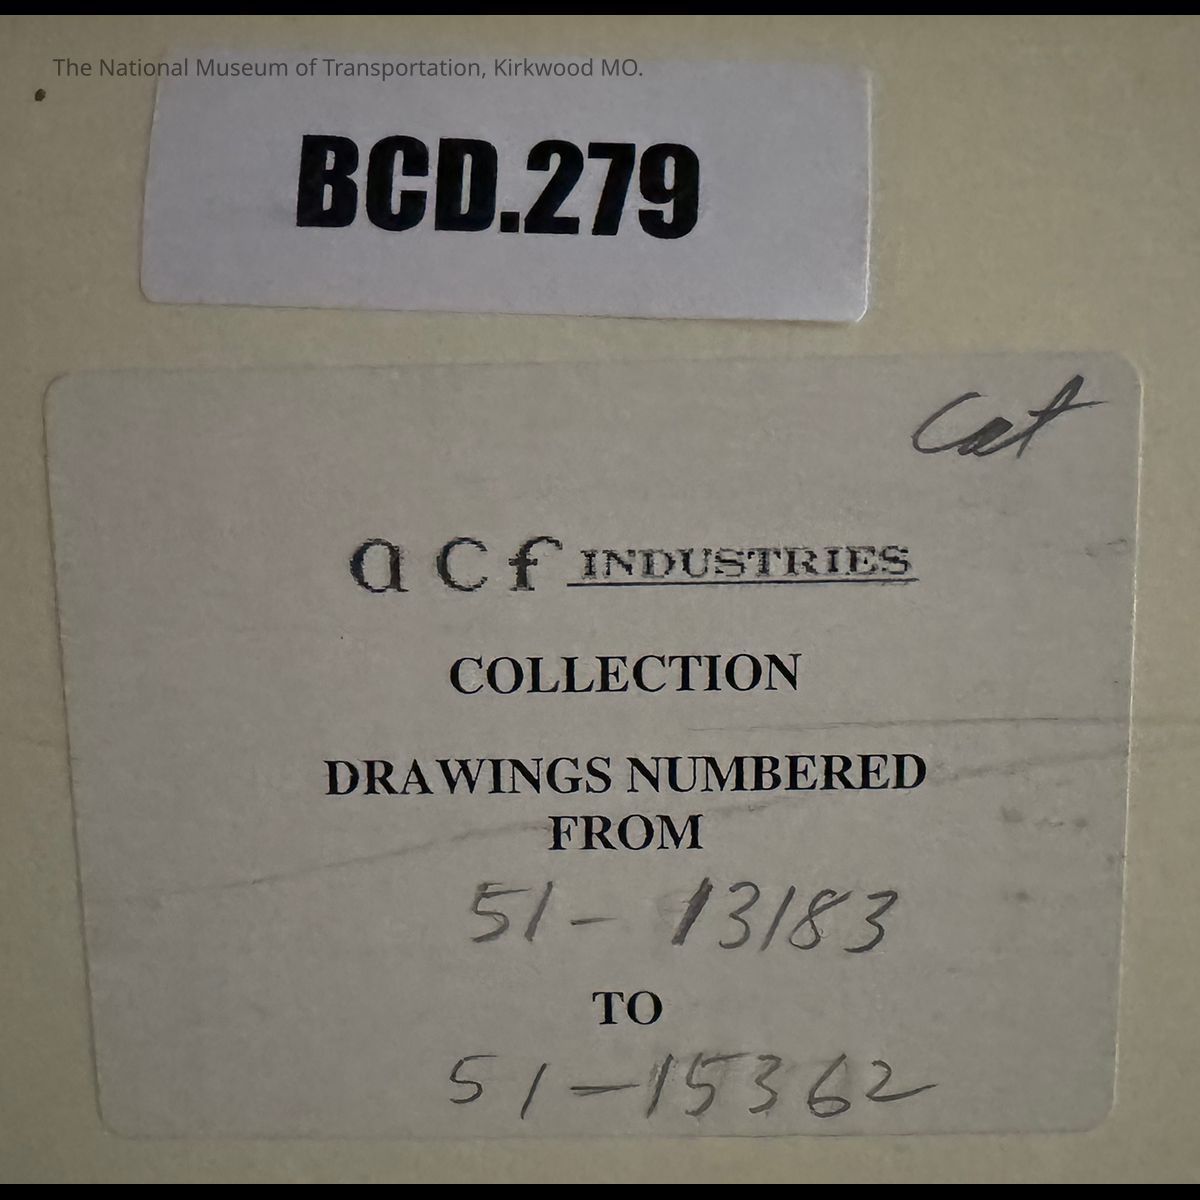 The National Museum of Transportation, Kirkwood MO.
BCD.279
Cat
acf INDUSTRIES
COLLECTION
DRAWINGS NUMBERED
FROM
51- 13183
TO
51-15362